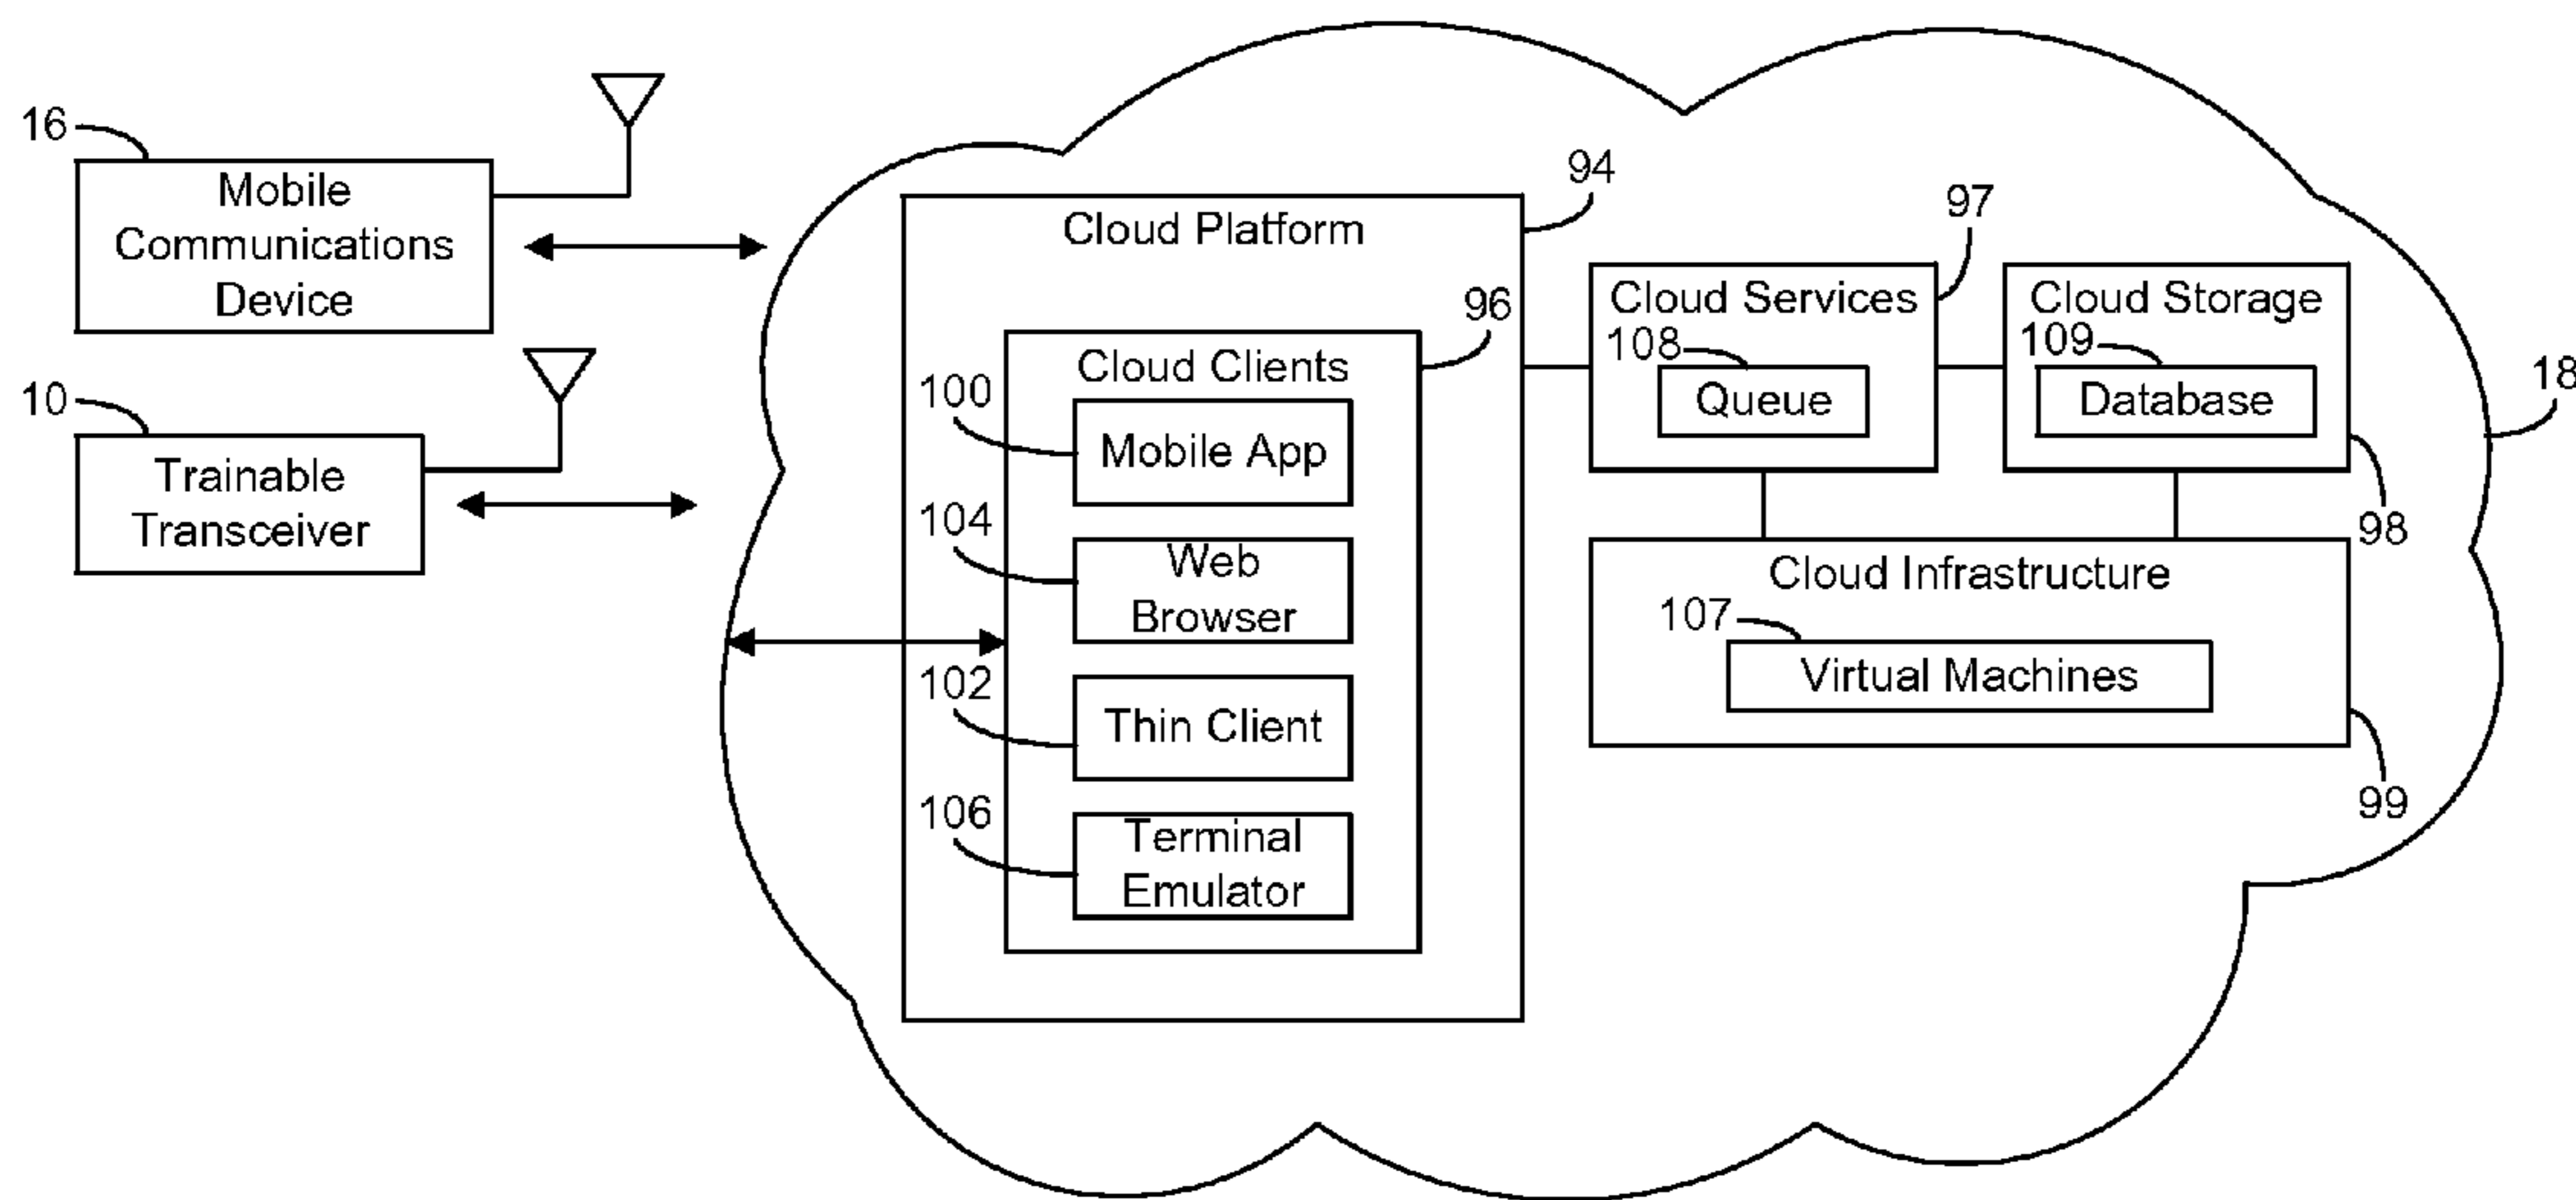 16
Mobile
Communications
Device
10
Trainable
Transceiver
94
Cloud Platform
96
Cloud Clients
100
Mobile App
104
Web
Browser
102
Thin Client
106
Terminal
Emulator
97
Cloud Services
108
Queue
Cloud Storage
109
Database
98
18
Cloud Infrastructure
107
Virtual Machines
99